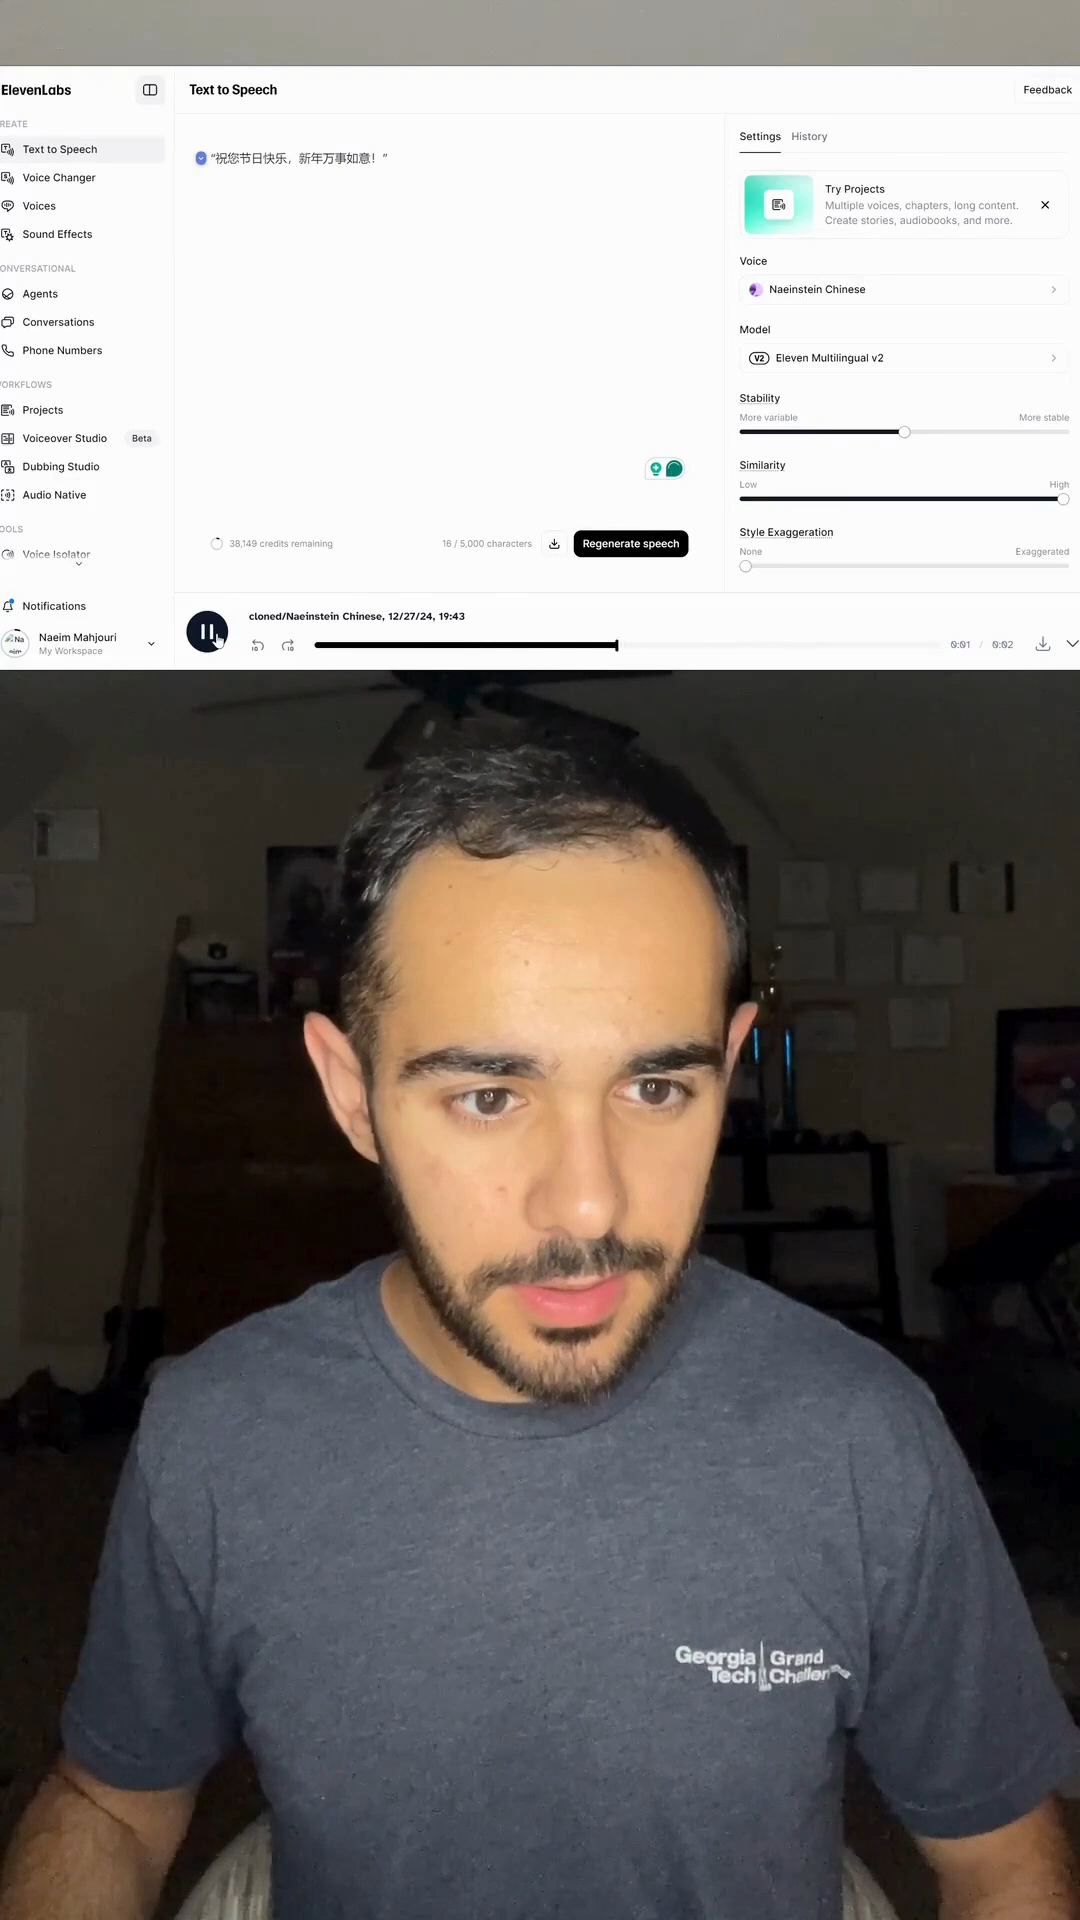 ElevenLabs
Text to Speech
Feedback
REATE
Text to Speech
Voice Changer
Voices
Sound Effects
ONVERSATIONAL
Agents
Conversations
Phone Numbers
ORKFLOWS
Projects
Voiceover Studio Beta
Dubbing Studio
Audio Native
OOLS
Voice Isolator
Notifications
Naeim Mahjouri
My Workspace
“祝您节日快乐，新年万事如意！”
38,149 credits remaining
16 / 5,000 characters
Regenerate speech
Settings History
Try Projects
Multiple voices, chapters, long content.
Create stories, audiobooks, and more.
Voice
Naeinstein Chinese
Model
V2 Eleven Multilingual v2
Stability
More variable More stable
Similarity
Low High
Style Exaggeration
None Exaggerated
cloned/Naeinstein Chinese, 12/27/24, 19:43
10 10
0:01 / 0:02
Georgia Grand
Tech Challen